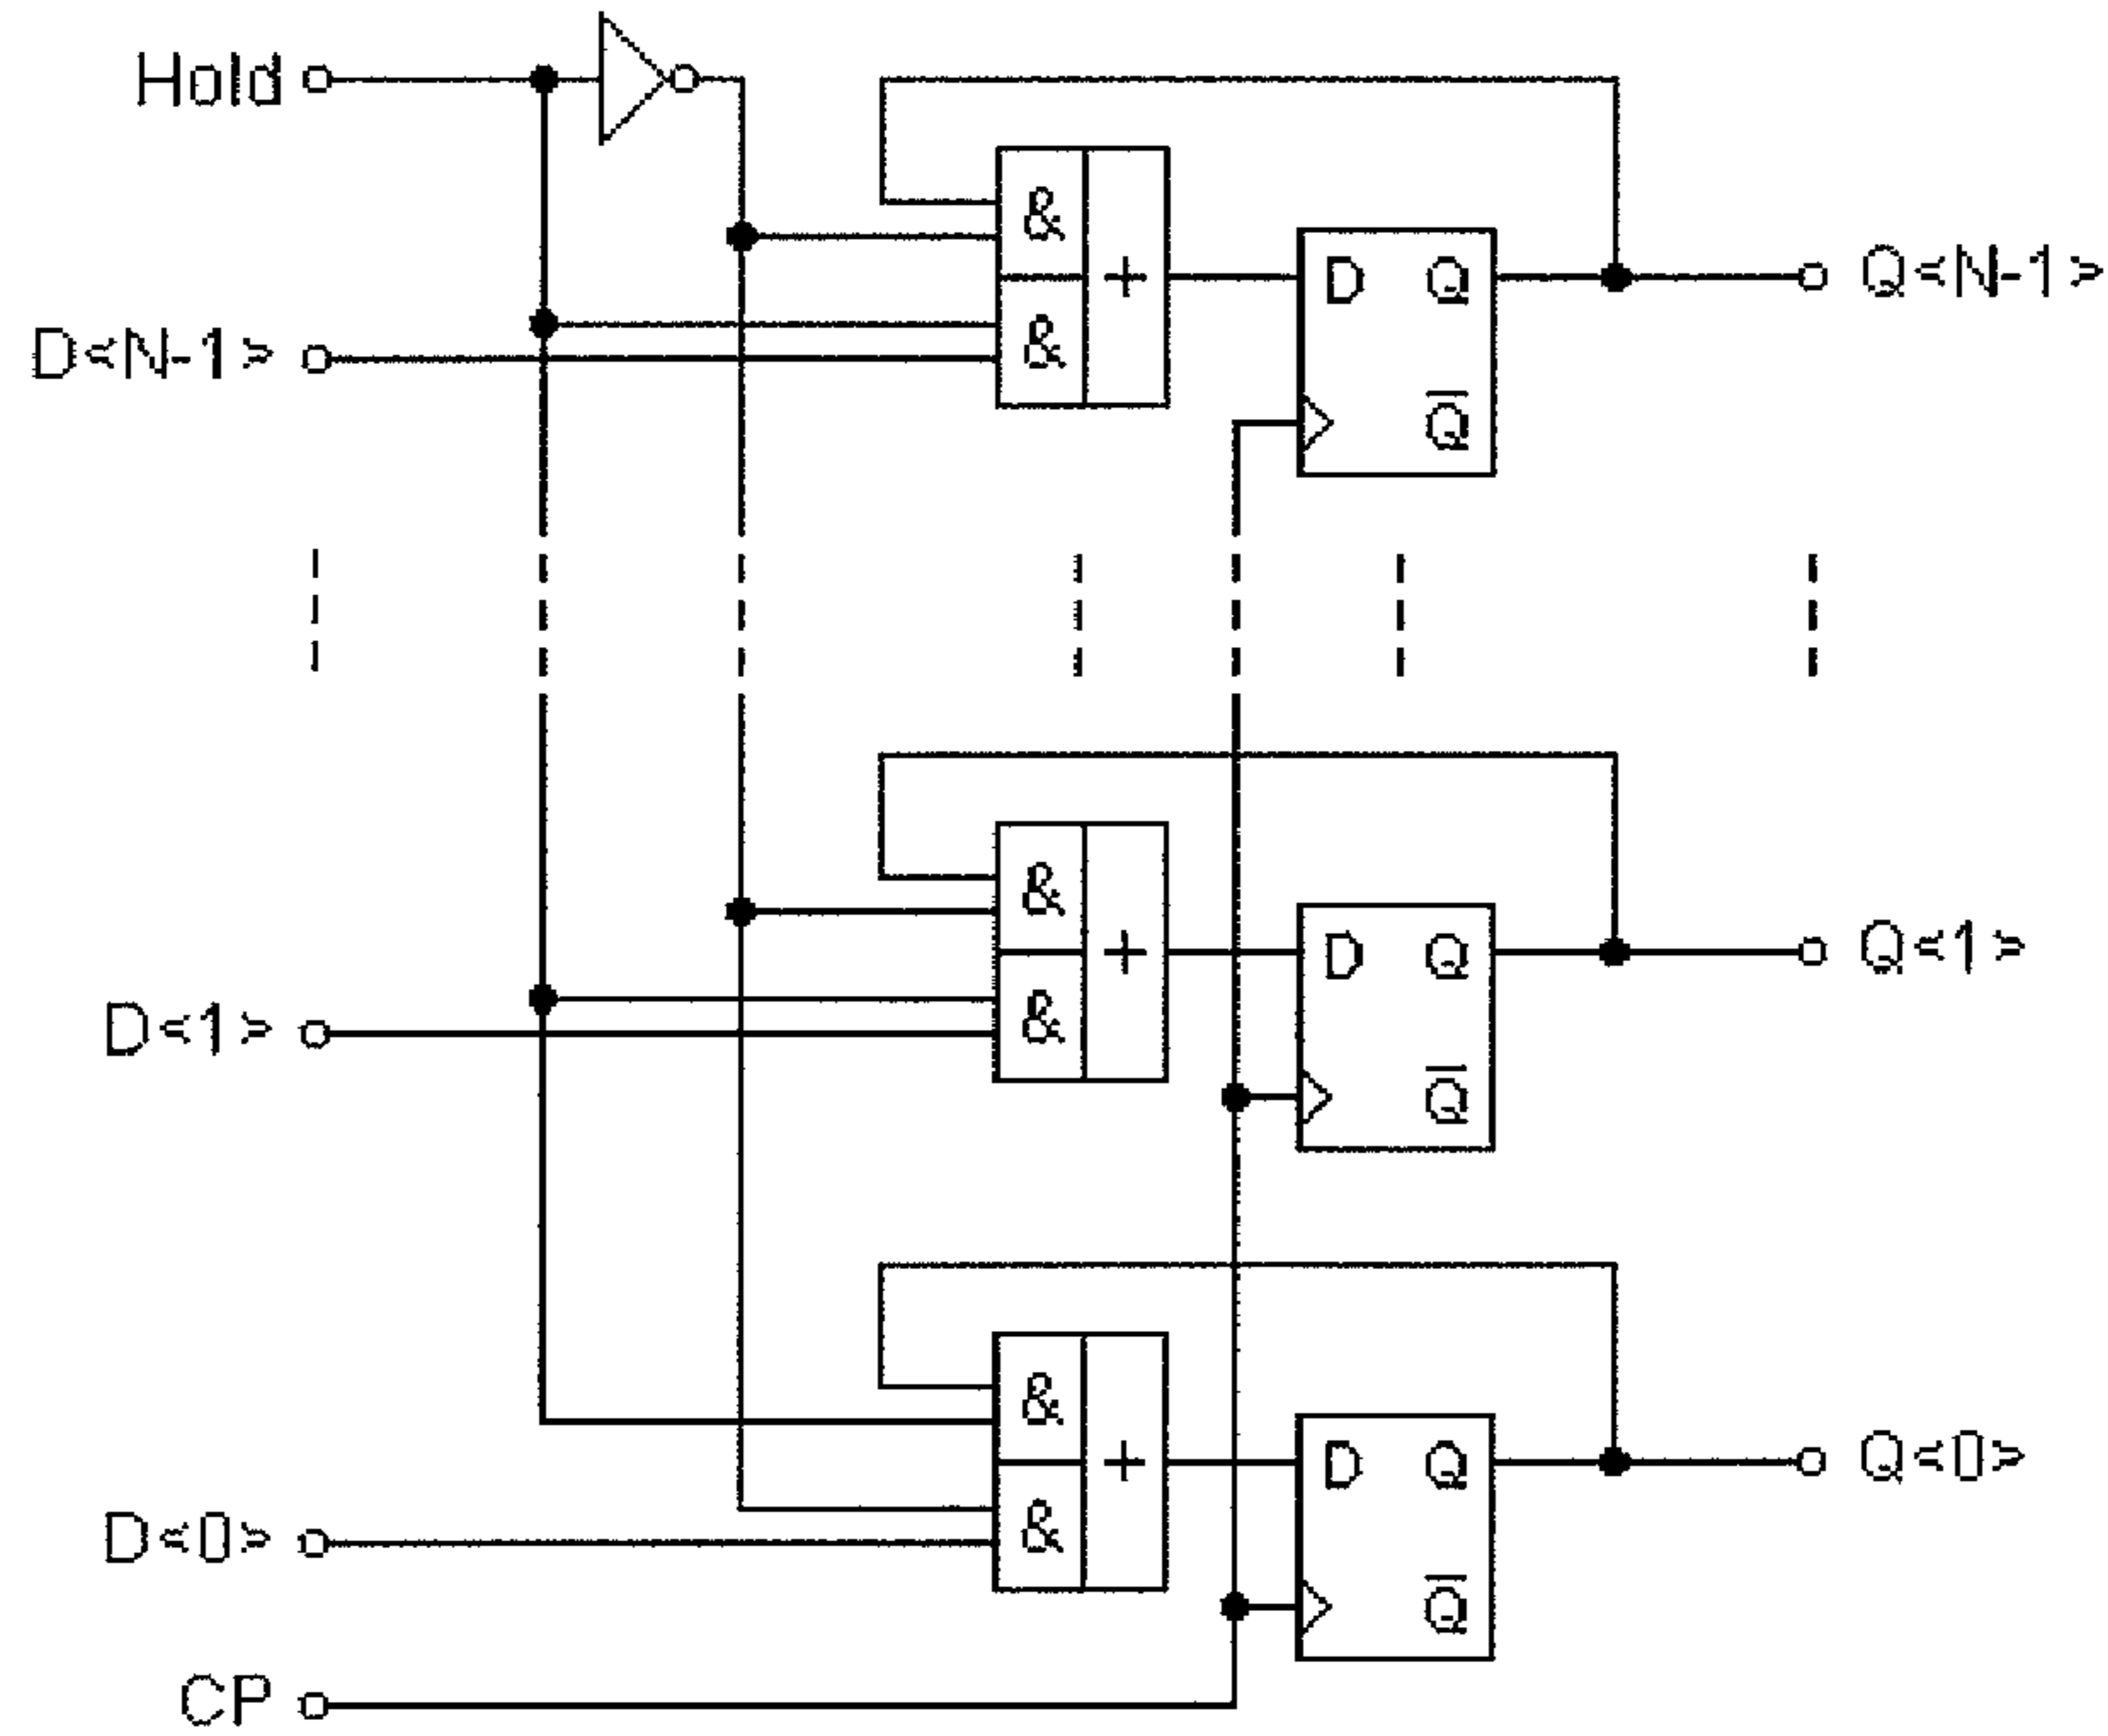 Hold
&
+
&
D Q
Q<N-1>
D<N-1>
Q̅
&
+
&
D Q
Q<1>
D<1>
Q̅
&
+
&
D Q
Q<0>
D<0>
Q̅
CP